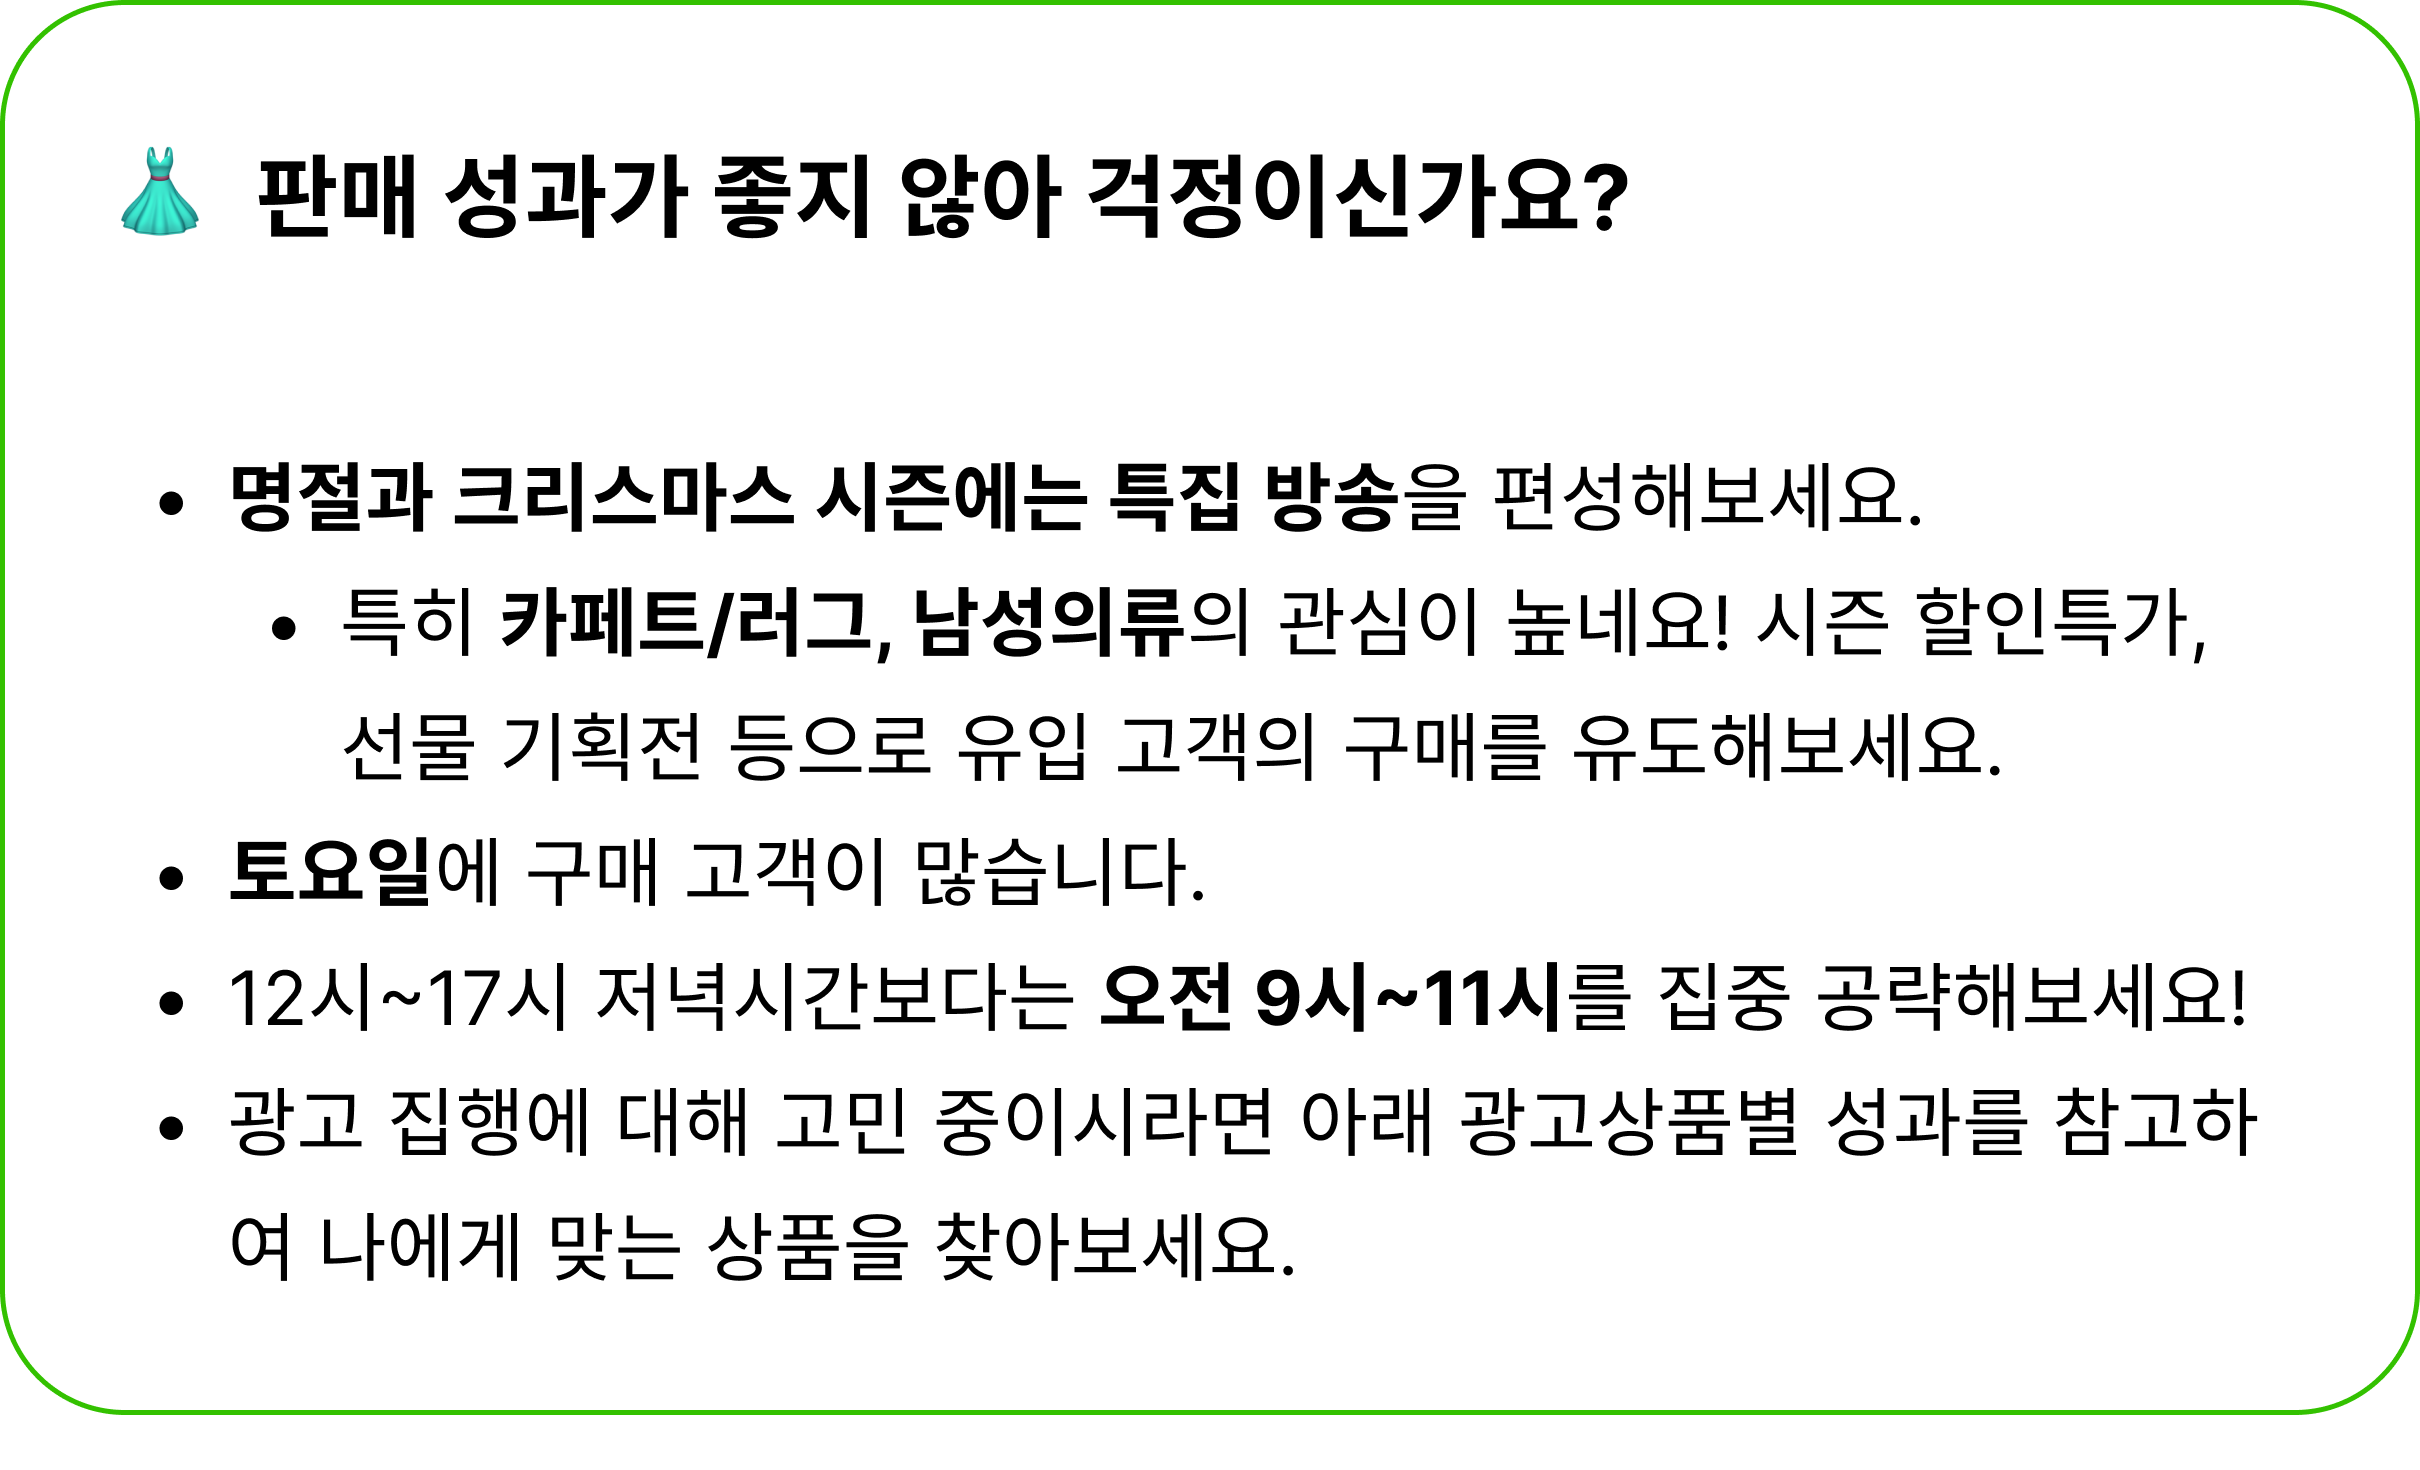 👗 판매 성과가 좋지 않아 걱정이신가요?
• 명절과 크리스마스 시즌에는 특집 방송을 편성해보세요.
• 특히 카페트/러그, 남성의류의 관심이 높네요! 시즌 할인특가,
선물 기획전 등으로 유입 고객의 구매를 유도해보세요.
• 토요일에 구매 고객이 많습니다.
• 12시~17시 저녁시간보다는 오전 9시~11시를 집중 공략해보세요!
• 광고 집행에 대해 고민 중이시라면 아래 광고상품별 성과를 참고하
여 나에게 맞는 상품을 찾아보세요.